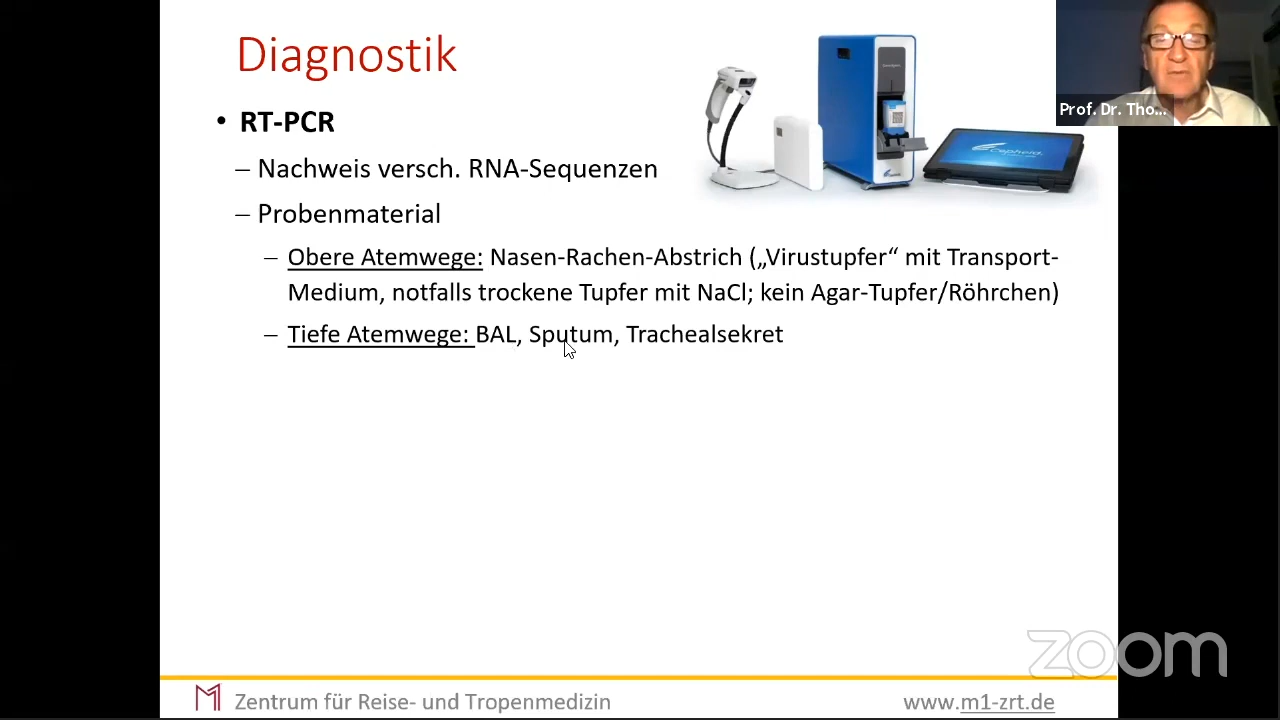 Diagnostik
• RT-PCR
– Nachweis versch. RNA-Sequenzen
– Probenmaterial
– Obere Atemwege: Nasen-Rachen-Abstrich („Virustupfer“ mit Transport-
Medium, notfalls trockene Tupfer mit NaCl; kein Agar-Tupfer/Röhrchen)
– Tiefe Atemwege: BAL, Sputum, Trachealsekret
Cepheid.
Prof. Dr. Tho...
zoom
Zentrum für Reise- und Tropenmedizin
www.m1-zrt.de